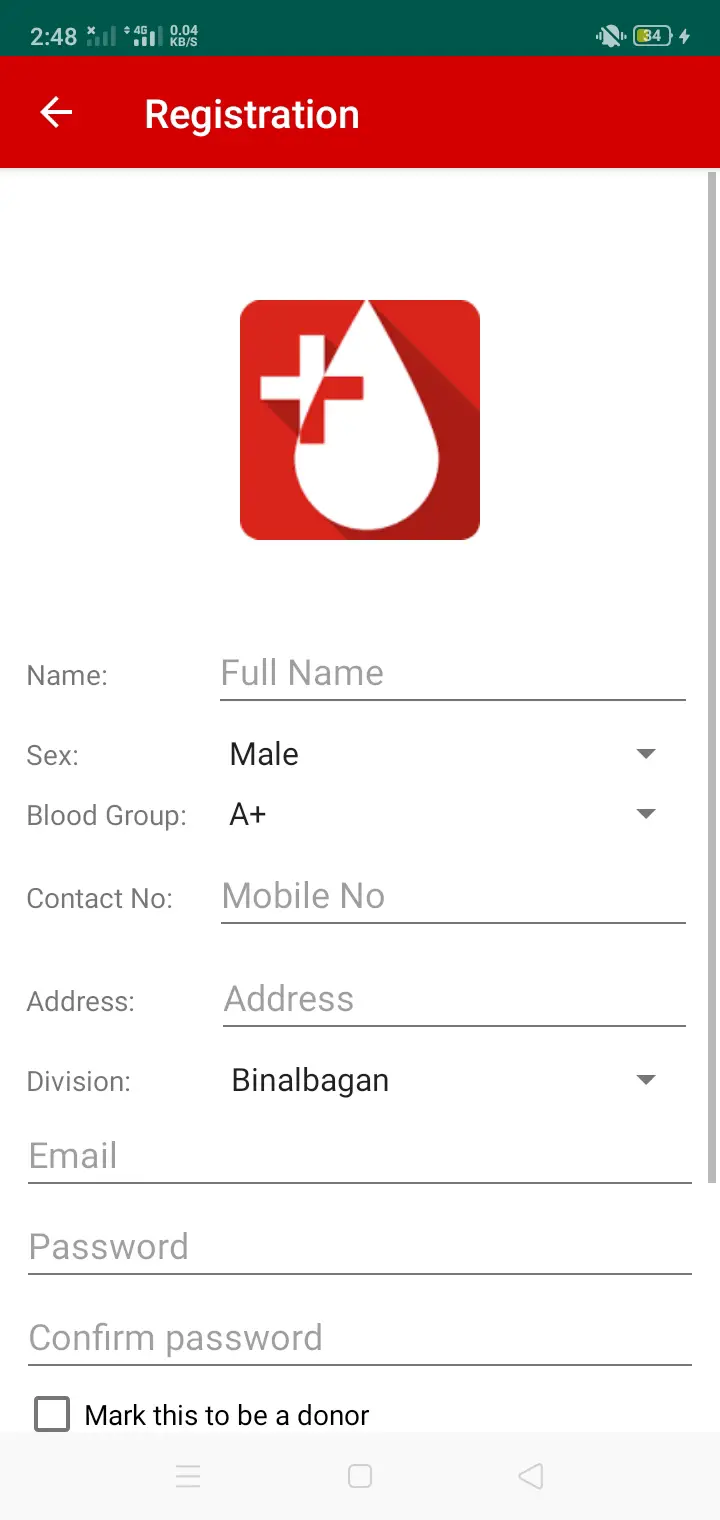 2:48 4G 0.04 KB/S 34
Registration
Name: Full Name
Sex: Male
Blood Group: A+
Contact No: Mobile No
Address: Address
Division: Binalbagan
Email
Password
Confirm password
Mark this to be a donor